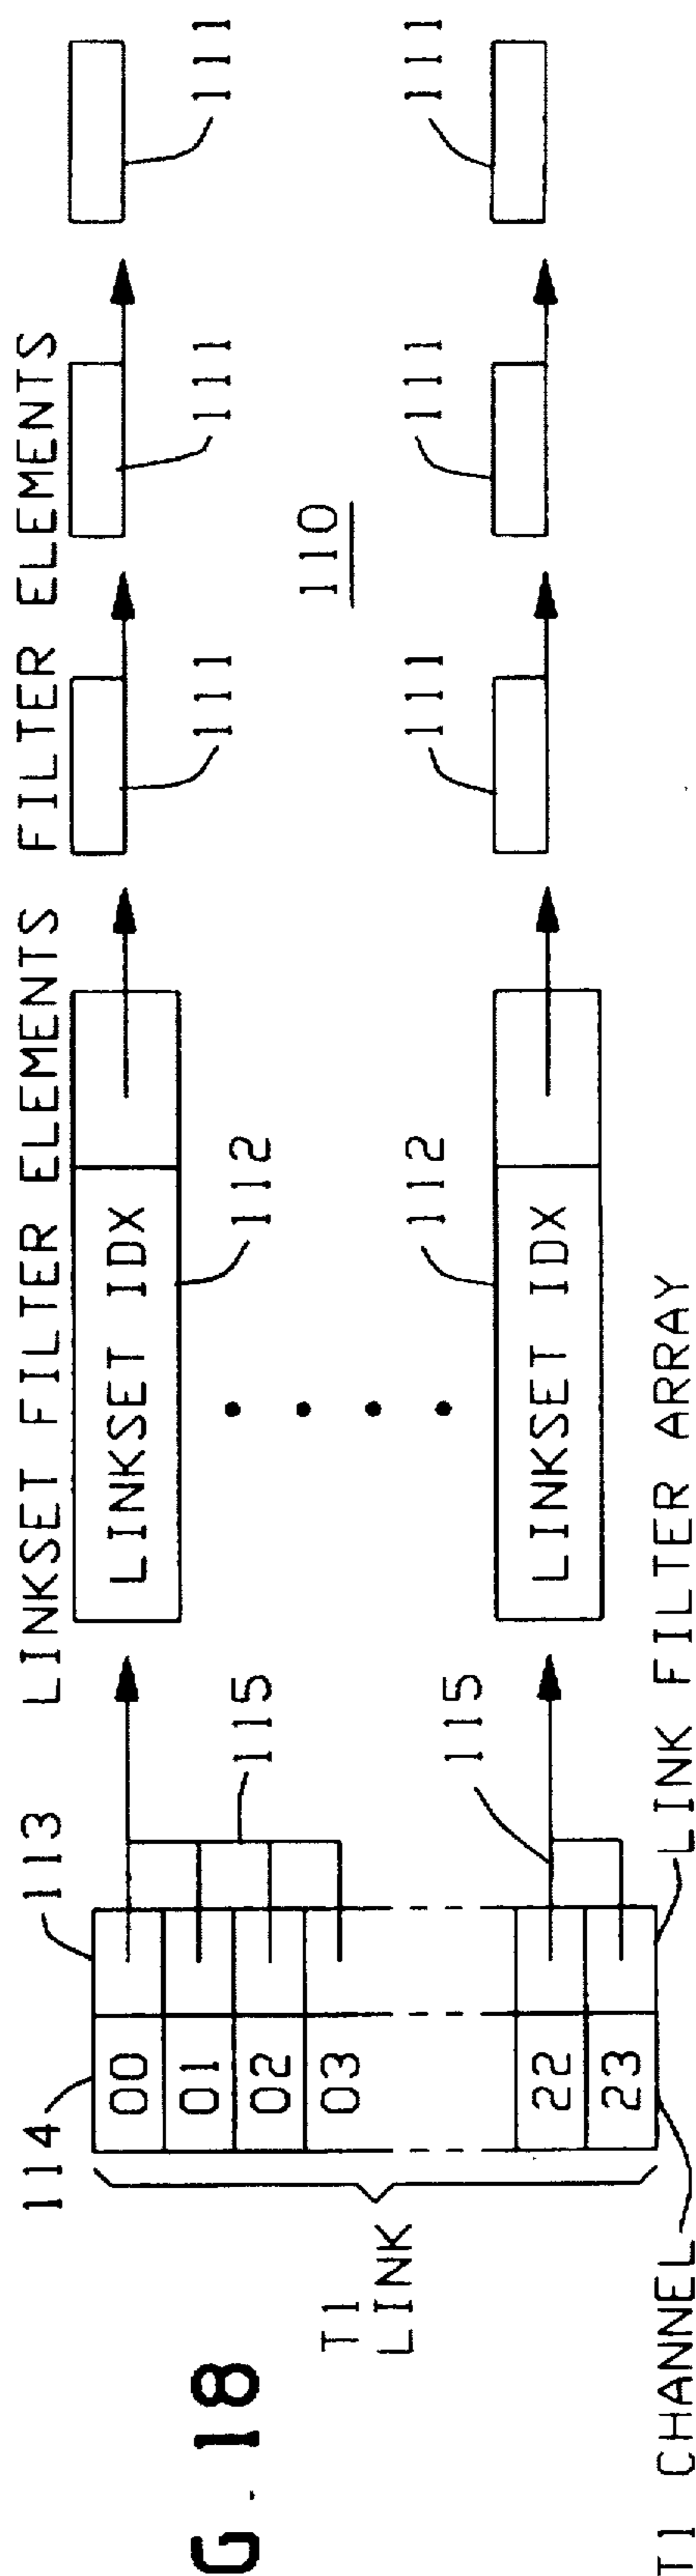 LINKSET FILTER ELEMENTS FILTER ELEMENTS
114 113
00
01
02
03
22
23
T1
LINK
115
115
LINKSET IDX
LINKSET IDX
112
112
111 111 111
110
111 111 111
T1 CHANNEL
LINK FILTER ARRAY
G. 18